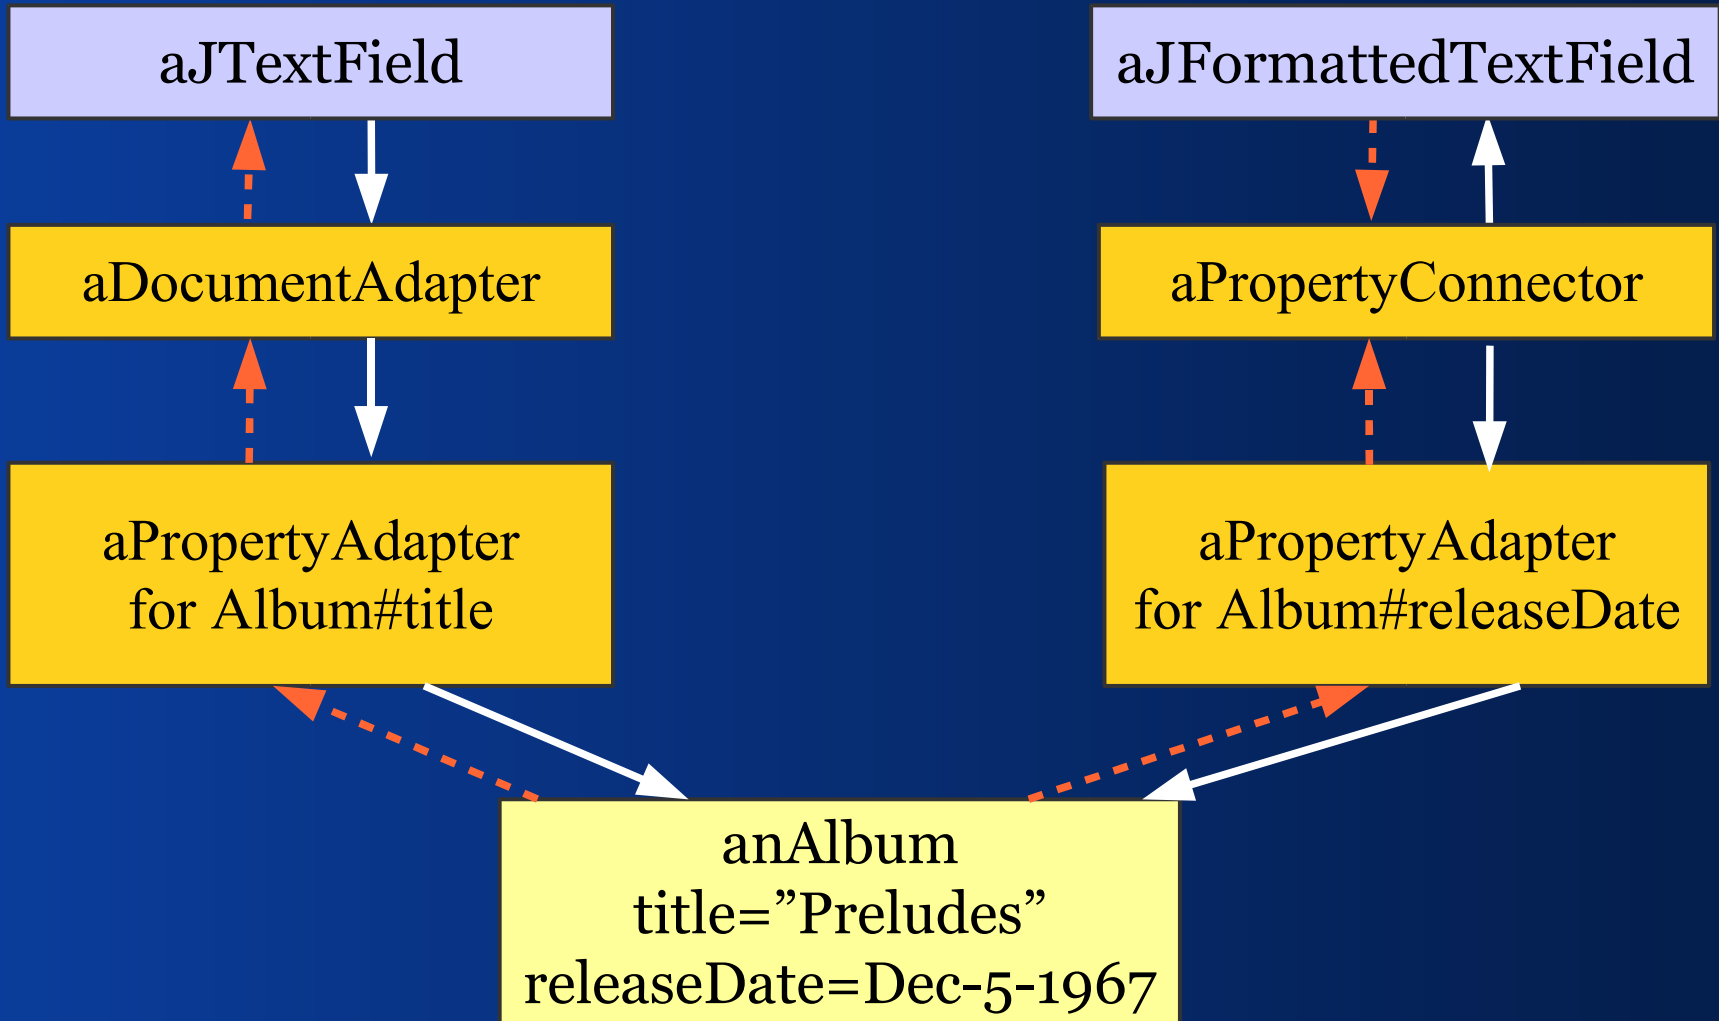 aJTextField
aJFormattedTextField
aDocumentAdapter
aPropertyConnector
aPropertyAdapter
for Album#title
aPropertyAdapter
for Album#releaseDate
anAlbum
title=”Preludes”
releaseDate=Dec-5-1967